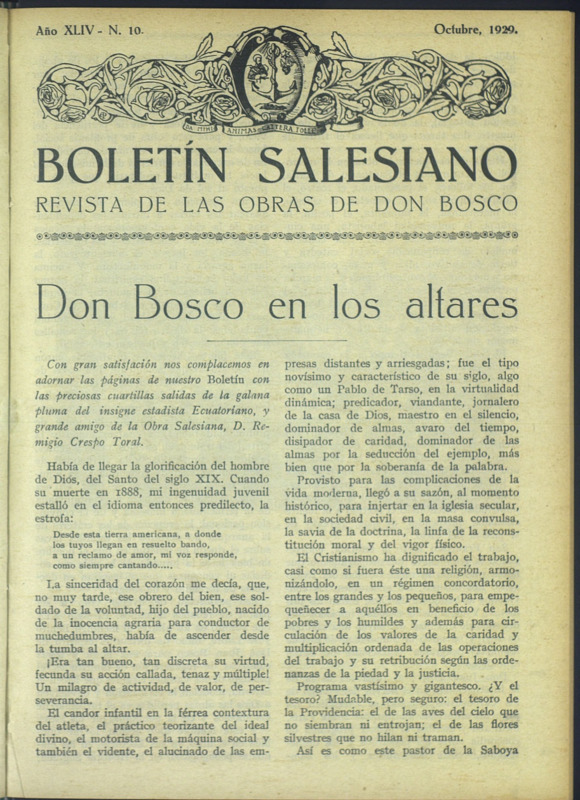 Año XLIV - N. 10.
Octubre, 1929.
DA MIHI ANIMAS CÆTERA TOLLE
BOLETÍN SALESIANO
REVISTA DE LAS OBRAS DE DON BOSCO
Don Bosco en los altares
Con gran satisfación nos complacemos en
adornar las páginas de nuestro Boletín con
las preciosas cuartillas salidas de la galana
pluma del insigne estadista Ecuatoriano, y
grande amigo de la Obra Salesiana, D. Re-
migio Crespo Toral.
Había de llegar la glorificación del hombre
de Diós, del Santo del siglo XIX. Cuando
su muerte en 1888, mi ingenuidad juvenil
estalló en el idioma entonces predilecto, la
estrofa:
Desde esta tierra americana, a donde
los tuyos llegan en resuelto bando,
a un reclamo de amor, mi voz responde,
como siempre cantando.....,
La sinceridad del corazón me decía, que,
no muy tarde, ese obrero del bien, ese sol-
dado de la voluntad, hijo del pueblo, nacido
de la inocencia agraria para conductor de
muchedumbres, había de ascender desde
la tumba al altar.
¡Era tan bueno, tan discreta su virtud,
fecunda su acción callada, tenaz y múltiple!
Un milagro de actividad, de valor, de per-
severancia.
El candor infantil en la férrea contextura
del atleta, el práctico teorizante del ideal
divino, el motorista de la máquina social y
también el vidente, el alucinado de las em-
presas distantes y arriesgadas; fue el tipo
novísimo y característico de su siglo, algo
como un Pablo de Tarso, en la virtualidad
dinámica; predicador, viandante, jornalero
de la casa de Dios, maestro en el silencio,
dominador de almas, avaro del tiempo,
disipador de caridad, dominador de las
almas por la seducción del ejemplo, más
bien que por la soberanía de la palabra.
Provisto para las complicaciones de la
vida moderna, llegó a su sazón, al momento
histórico, para injertar en la iglesia secular,
en la sociedad civil, en la masa convulsa,
la savia de la doctrina, la linfa de la recons-
titución moral y del vigor físico.
El Cristianismo ha dignificado el trabajo,
casi como si fuera éste una religión, armo-
nizándolo, en un régimen concordatorio,
entre los grandes y los pequeños, para empe-
queñecer a aquéllos en beneficio de los
pobres y los humildes y además para cir-
culación de los valores de la caridad y
multiplicación ordenada de las operaciones
del trabajo y su retribución según las orde-
nanzas de la piedad y la justicia.
Programa vastísimo y gigantesco. ¿Y el
tesoro? Mudable, pero seguro: el tesoro de
la Providencia: el de las aves del cielo que
no siembran ni entrojan; el de las flores
silvestres que no hilan ni traman.
Así es como este pastor de la Saboya